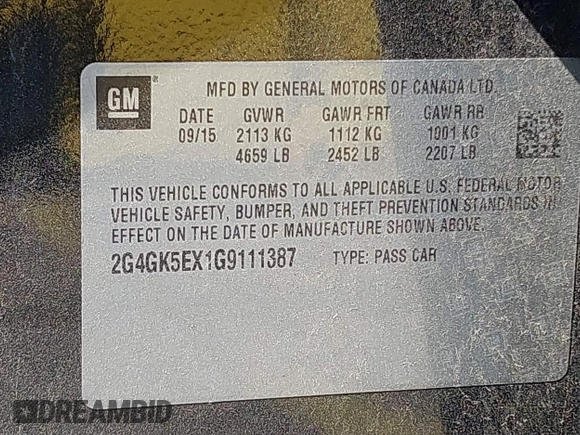 GM ®
MFD BY GENERAL MOTORS OF CANADA LTD.
DATE GVWR GAWR FRT GAWR RR
09/15 2113 KG 1112 KG 1001 KG
4659 LB 2452 LB 2207 LB
THIS VEHICLE CONFORMS TO ALL APPLICABLE U.S. FEDERAL MOTOR
VEHICLE SAFETY, BUMPER, AND THEFT PREVENTION STANDARDS IN
EFFECT ON THE DATE OF MANUFACTURE SHOWN ABOVE.
2G4GK5EX1G9111387 TYPE: PASS CAR
DREAMBID